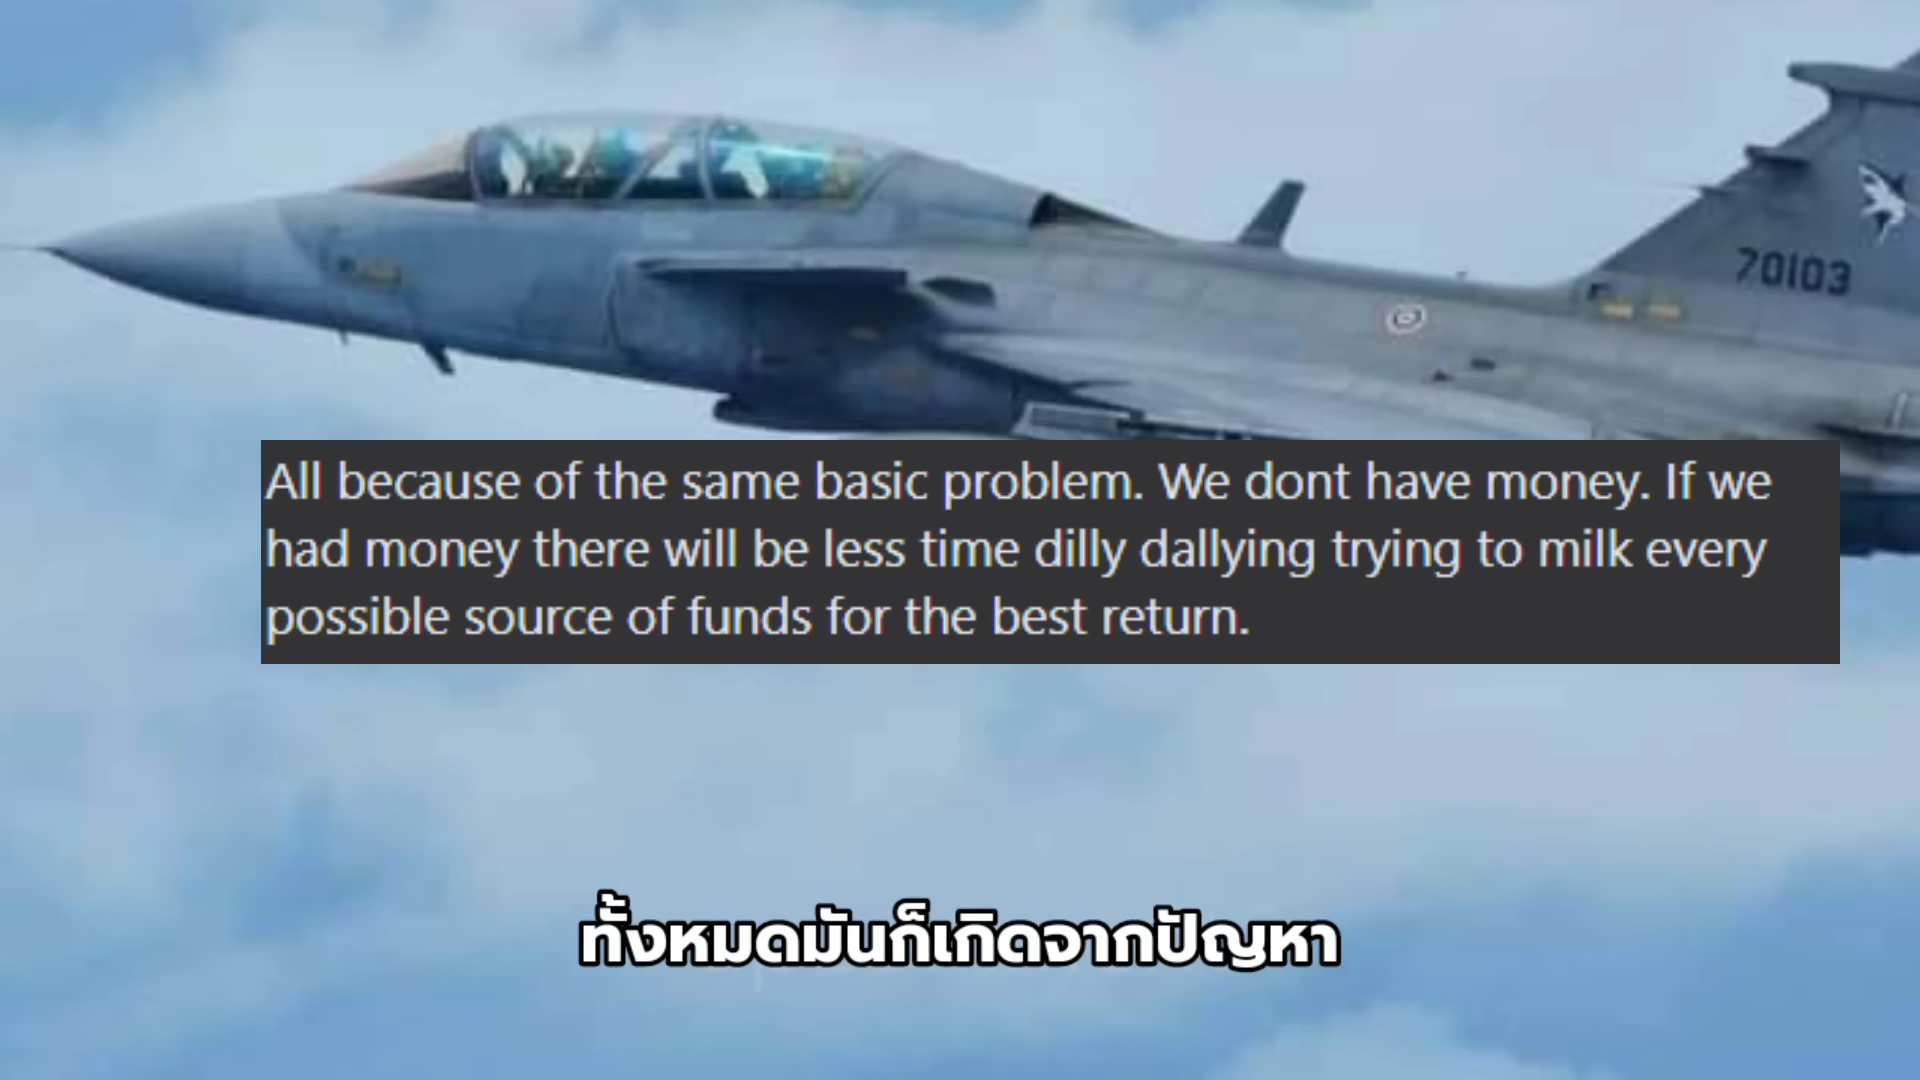 70103
All because of the same basic problem. We dont have money. If we
had money there will be less time dilly dallying trying to milk every
possible source of funds for the best return.
ทั้งหมดมันก็เกิดจากปัญหา